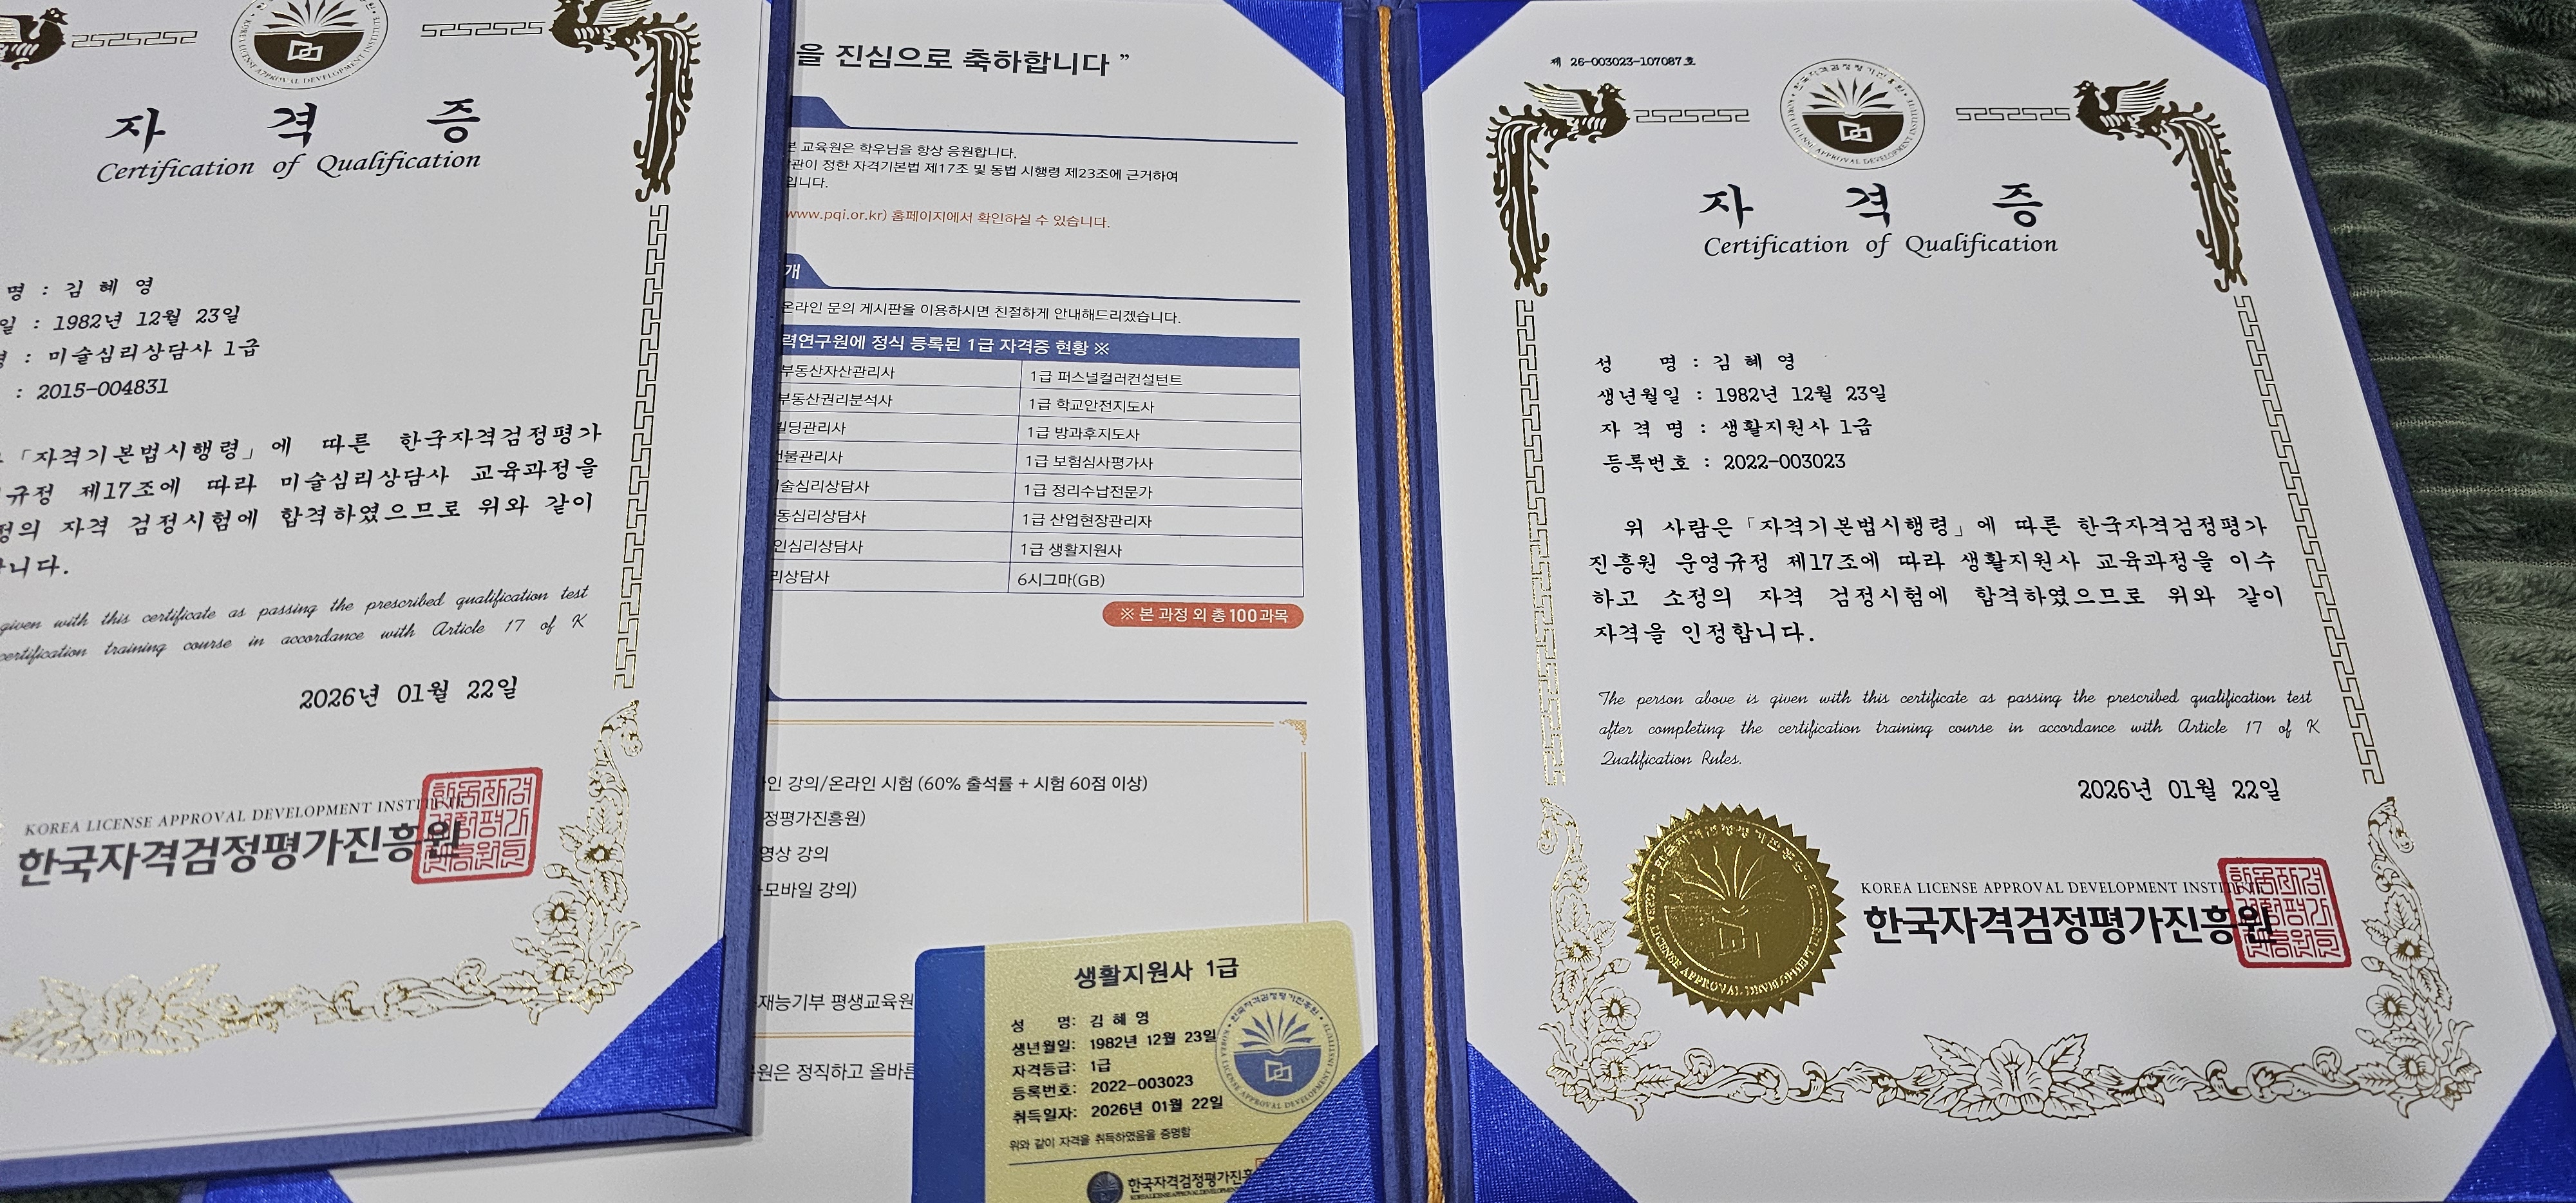 자 격 증
Certification of Qualification
명 : 김 혜 영
일 : 1982년 12월 23일
명 : 미술심리상담사 1급
: 2015-004831
「자격기본법시행령」에 따른 한국자격검정평가
규정 제17조에 따라 미술심리상담사 교육과정을
정의 자격 검정시험에 합격하였으므로 위와 같이
합니다.
given with this certificate as passing the prescribed qualification test
certification training course in accordance with Article 17 of K
2026년 01월 22일
KOREA LICENSE APPROVAL DEVELOPMENT INSTITUTE
한국자격검정평가진흥원
을 진심으로 축하합니다 ”
본 교육원은 학우님을 항상 응원합니다.
관이 정한 자격기본법 제17조 및 동법 시행령 제23조에 근거하여
입니다.
www.pqi.or.kr) 홈페이지에서 확인하실 수 있습니다.
개
온라인 문의 게시판을 이용하시면 친절하게 안내해드리겠습니다.
력연구원에 정식 등록된 1급 자격증 현황 ※
부동산자산관리사 1급 퍼스널컬러컨설턴트
부동산권리분석사 1급 학교안전지도사
빌딩관리사 1급 방과후지도사
건물관리사 1급 보험심사평가사
술심리상담사 1급 정리수납전문가
동심리상담사 1급 산업현장관리자
인심리상담사 1급 생활지원사
리상담사 6시그마(GB)
※ 본 과정 외 총 100과목
인 강의/온라인 시험 (60% 출석률 + 시험 60점 이상)
정평가진흥원)
영상 강의
모바일 강의)
재능기부 평생교육원
원은 정직하고 올바른
생활지원사 1급
성 명: 김 혜 영
생년월일: 1982년 12월 23일
자격등급: 1급
등록번호: 2022-003023
취득일자: 2026년 01월 22일
위와 같이 자격을 취득하였음을 증명함
한국자격검정평가진흥
제 26-003023-107087호
자 격 증
Certification of Qualification
성 명 : 김 혜 영
생년월일 : 1982년 12월 23일
자 격 명 : 생활지원사 1급
등록번호 : 2022-003023
위 사람은「자격기본법시행령」에 따른 한국자격검정평가
진흥원 운영규정 제17조에 따라 생활지원사 교육과정을 이수
하고 소정의 자격 검정시험에 합격하였으므로 위와 같이
자격을 인정합니다.
The person above is given with this certificate as passing the prescribed qualification test
after completing the certification training course in accordance with Article 17 of K
Qualification Rules.
2026년 01월 22일
KOREA LICENSE APPROVAL DEVELOPMENT INSTITUTE
한국자격검정평가진흥원